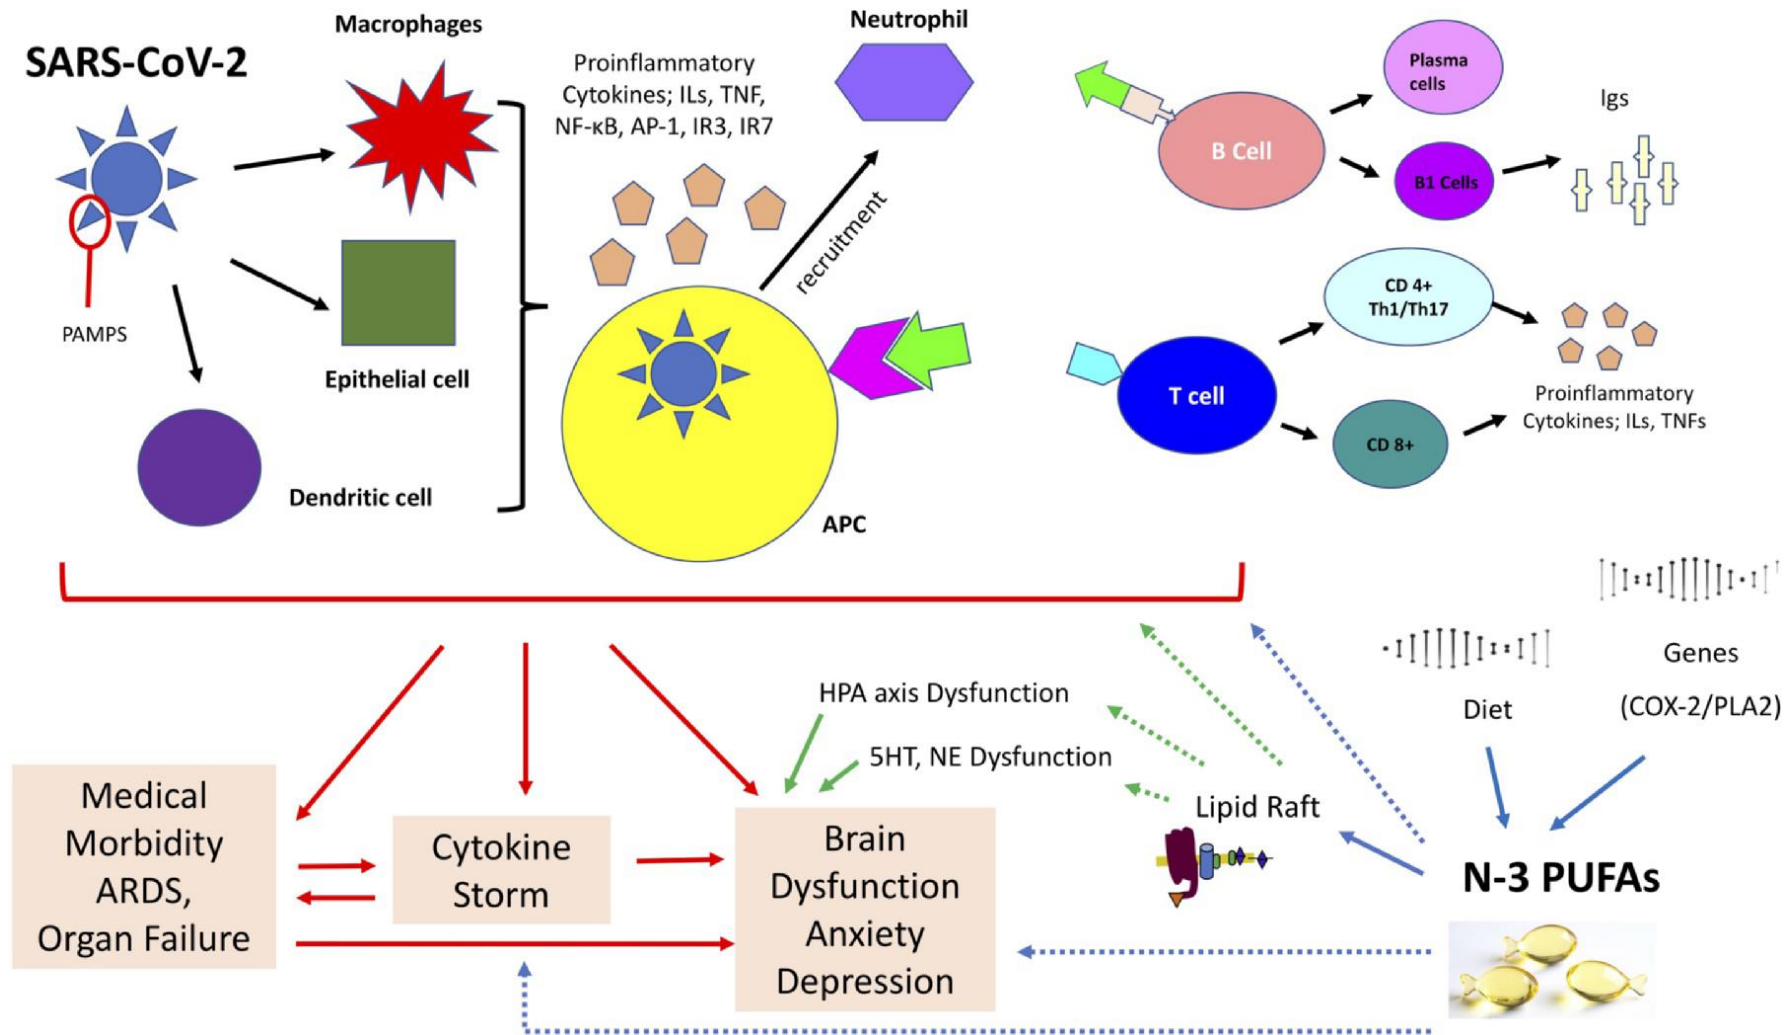 SARS-CoV-2
PAMPS
Macrophages
Epithelial cell
Dendritic cell
Proinflammatory
Cytokines; ILs, TNF,
NF-κB, AP-1, IR3, IR7
Neutrophil
recruitment
APC
B Cell
Plasma
cells
B1 Cells
Igs
T cell
CD 4+
Th1/Th17
CD 8+
Proinflammatory
Cytokines; ILs, TNFs
Medical
Morbidity
ARDS,
Organ Failure
Cytokine
Storm
Brain
Dysfunction
Anxiety
Depression
HPA axis Dysfunction
5HT, NE Dysfunction
Lipid Raft
Diet
Genes
(COX-2/PLA2)
N-3 PUFAs